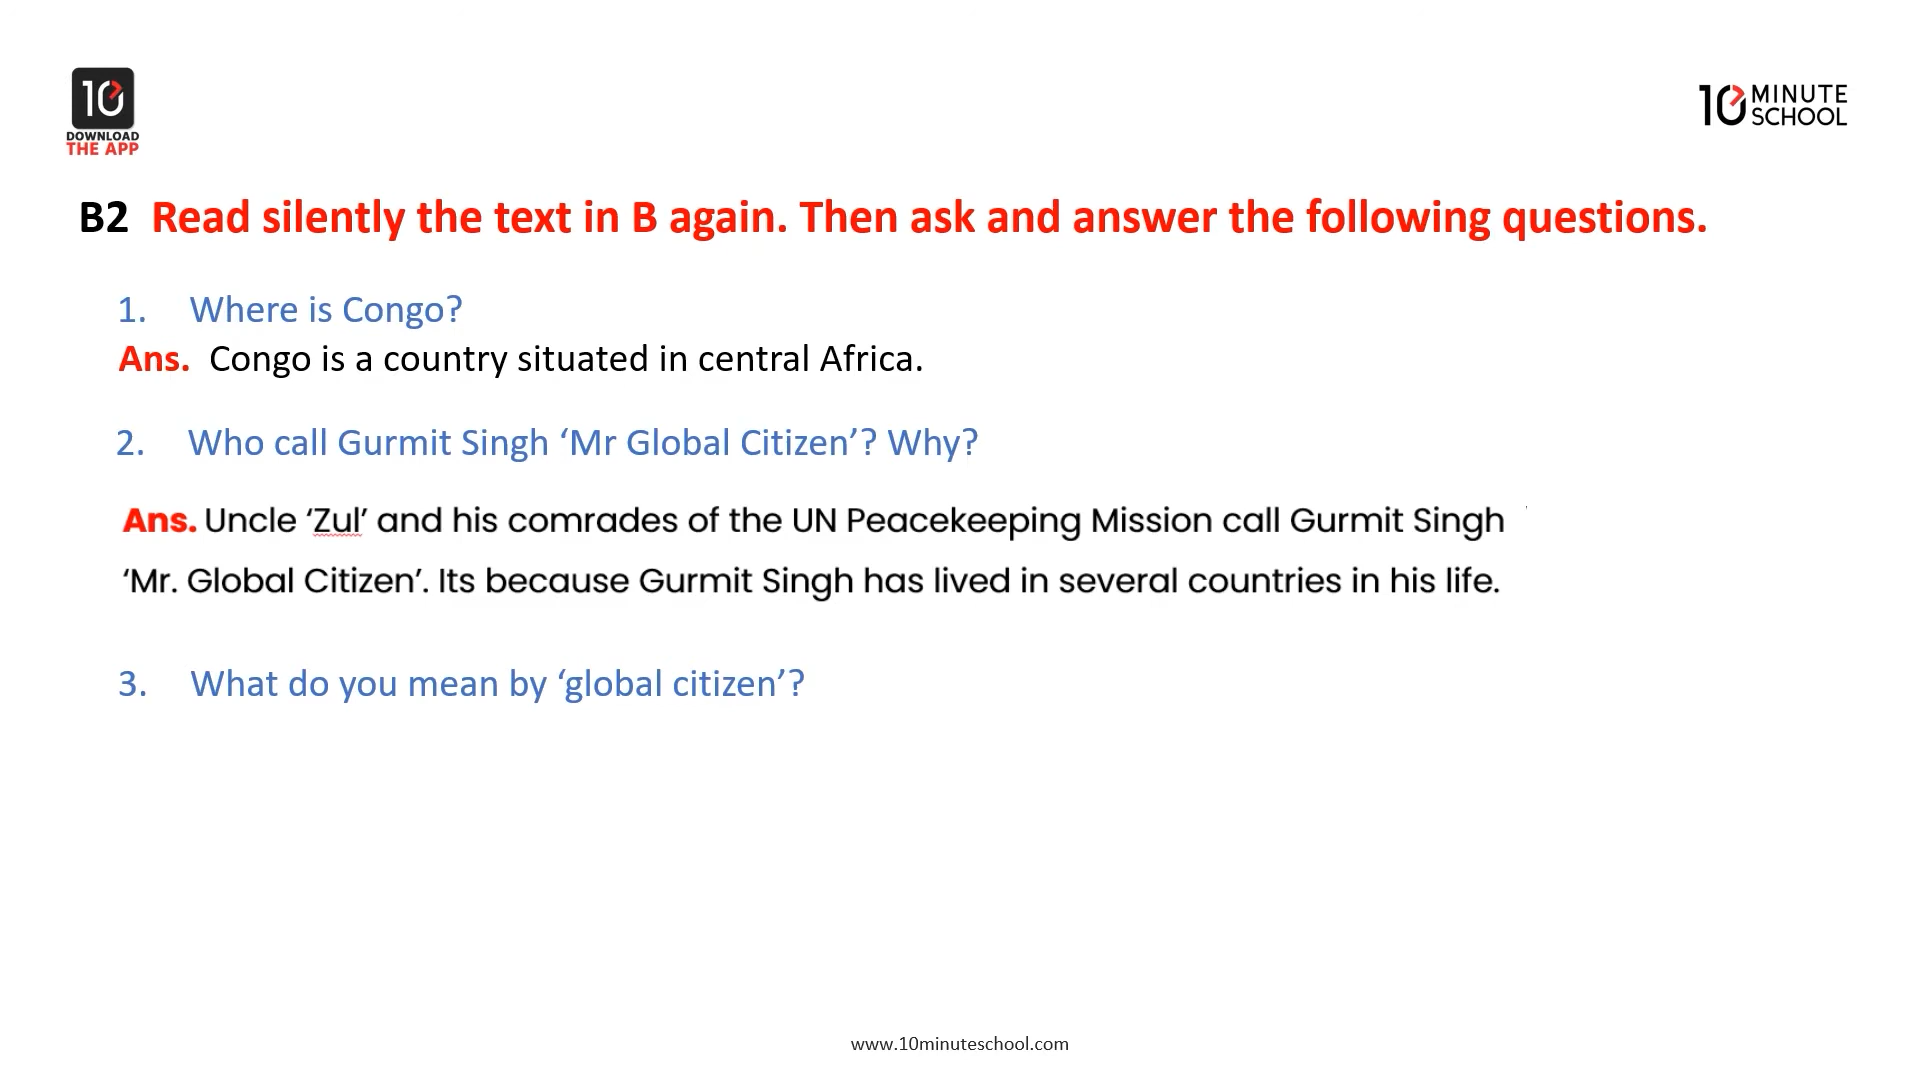 10
DOWNLOAD
THE APP
10 MINUTE
SCHOOL
B2 Read silently the text in B again. Then ask and answer the following questions.
1. Where is Congo?
Ans. Congo is a country situated in central Africa.
2. Who call Gurmit Singh ‘Mr Global Citizen’? Why?
Ans. Uncle ‘Zul’ and his comrades of the UN Peacekeeping Mission call Gurmit Singh
‘Mr. Global Citizen’. Its because Gurmit Singh has lived in several countries in his life.
3. What do you mean by ‘global citizen’?
www.10minuteschool.com